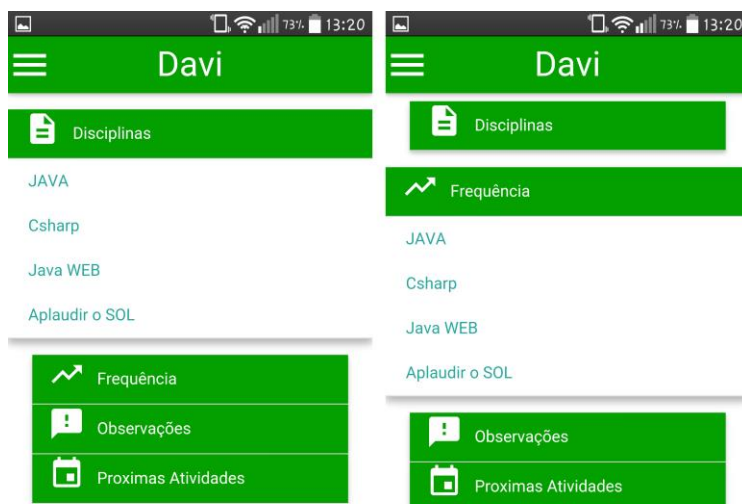 73% 13:20
Davi
Disciplinas
JAVA
Csharp
Java WEB
Aplaudir o SOL
Frequência
Observações
Proximas Atividades
73% 13:20
Davi
Disciplinas
Frequência
JAVA
Csharp
Java WEB
Aplaudir o SOL
Observações
Proximas Atividades